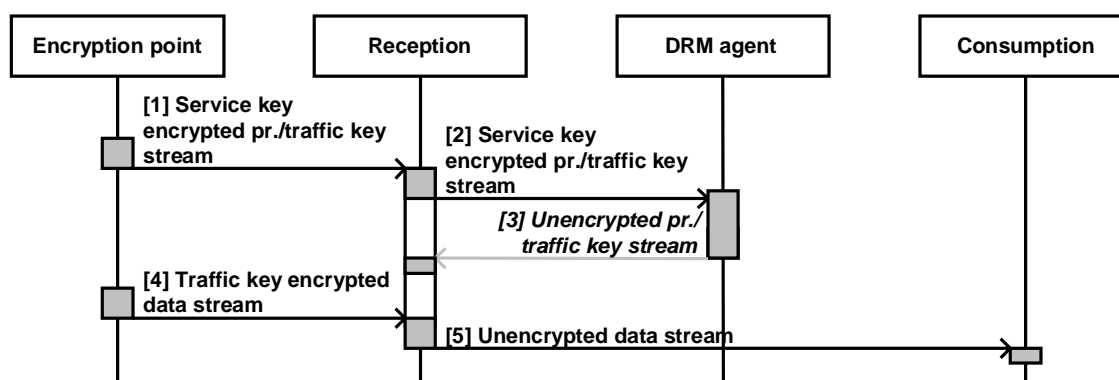 Encryption point
Reception
DRM agent
Consumption
[1] Service key
encrypted pr./traffic key
stream
[2] Service key
encrypted pr./traffic key
stream
[3] Unencrypted pr./
traffic key stream
[4] Traffic key encrypted
data stream
[5] Unencrypted data stream